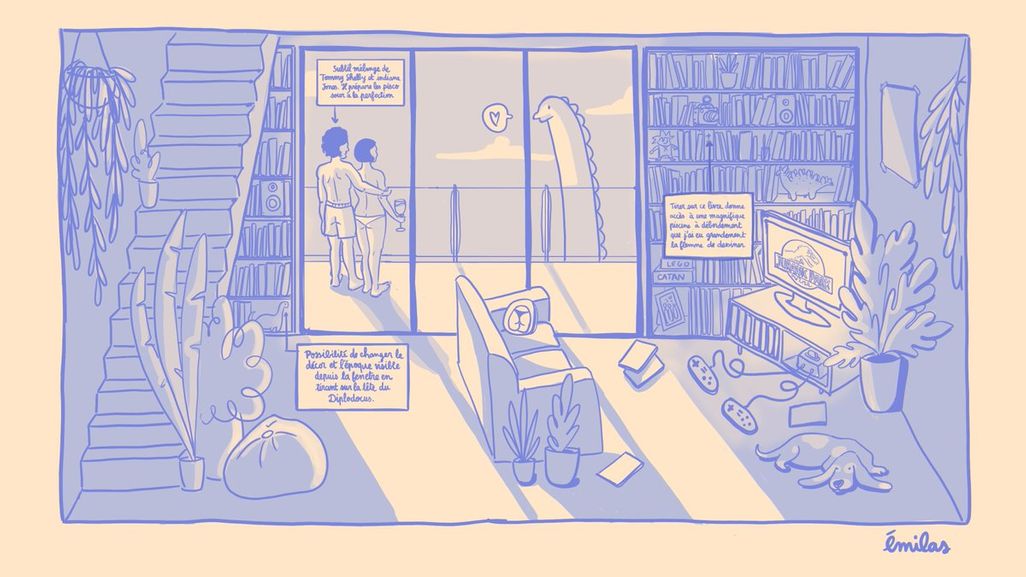 Subtil mélange de
Tommy Shelby et indiana
Jones. Il prépare les pisco
sour à la perfection
Tirer sur ce livre donne
accès à une magnifique
piscine à débordement
que j'ai eu grandement
la flemme de dessiner
LEGO
CATAN
JURASSIC PARK
Possibilité de changer le
décor et l'époque visible
depuis la fenêtre en
tirant sur la tête du
Diplodocus.
émilas